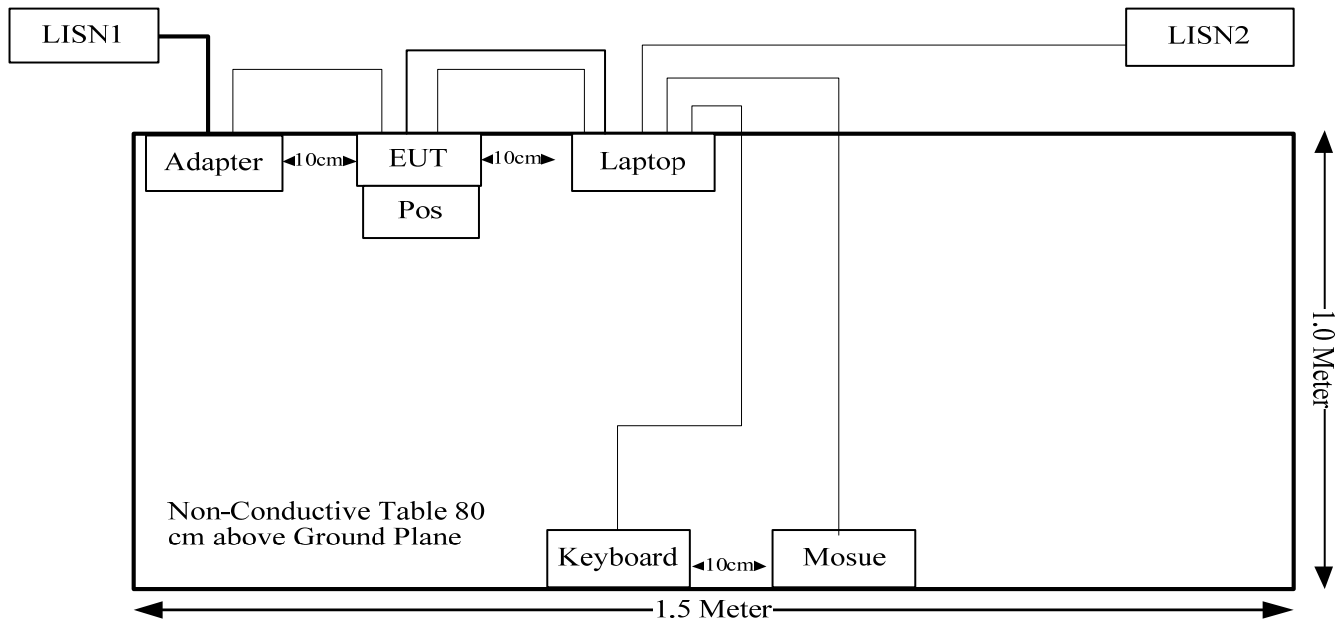 LISN1
LISN2
Adapter
10cm
EUT
10cm
Laptop
Pos
1.0 Meter
Non-Conductive Table 80
cm above Ground Plane
Keyboard
10cm
Mosue
1.5 Meter